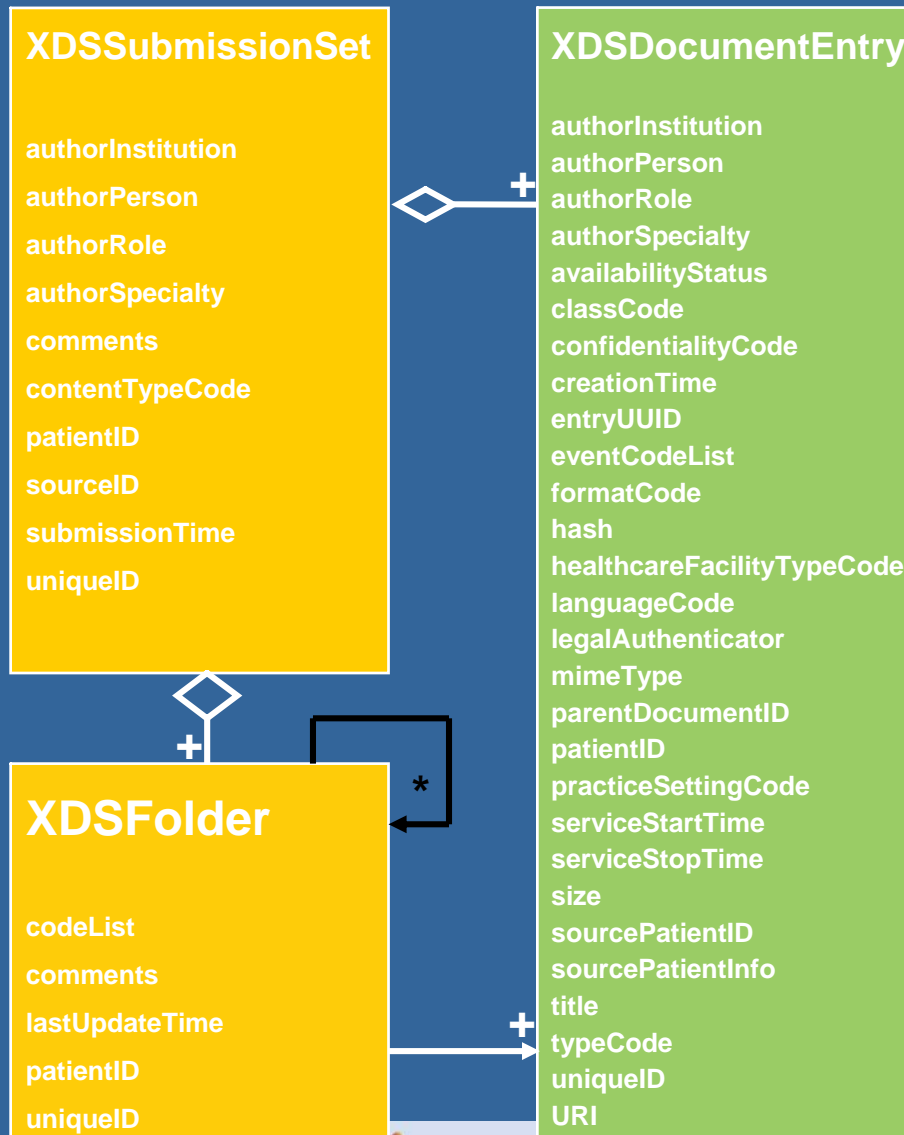 XDSSubmissionSet
authorInstitution
authorPerson
authorRole
authorSpecialty
comments
contentTypeCode
patientID
sourceID
submissionTime
uniqueID
+
*
XDSFolder
codeList
comments
lastUpdateTime
patientID
uniqueID
+
+
XDSDocumentEntry
authorInstitution
authorPerson
authorRole
authorSpecialty
availabilityStatus
classCode
confidentialityCode
creationTime
entryUUID
eventCodeList
formatCode
hash
healthcareFacilityTypeCode
languageCode
legalAuthenticator
mimeType
parentDocumentID
patientID
practiceSettingCode
serviceStartTime
serviceStopTime
size
sourcePatientID
sourcePatientInfo
title
typeCode
uniqueID
URI